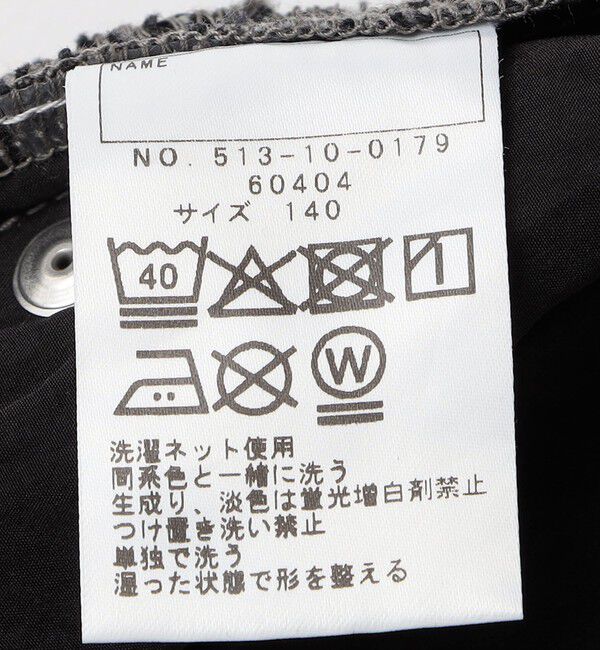 NAME
NO. 513-10-0179
60404
サイズ 140
40
W
洗濯ネット使用
同系色と一緒に洗う
生成り、淡色は蛍光増白剤禁止
つけ置き洗い禁止
単独で洗う
湿った状態で形を整える